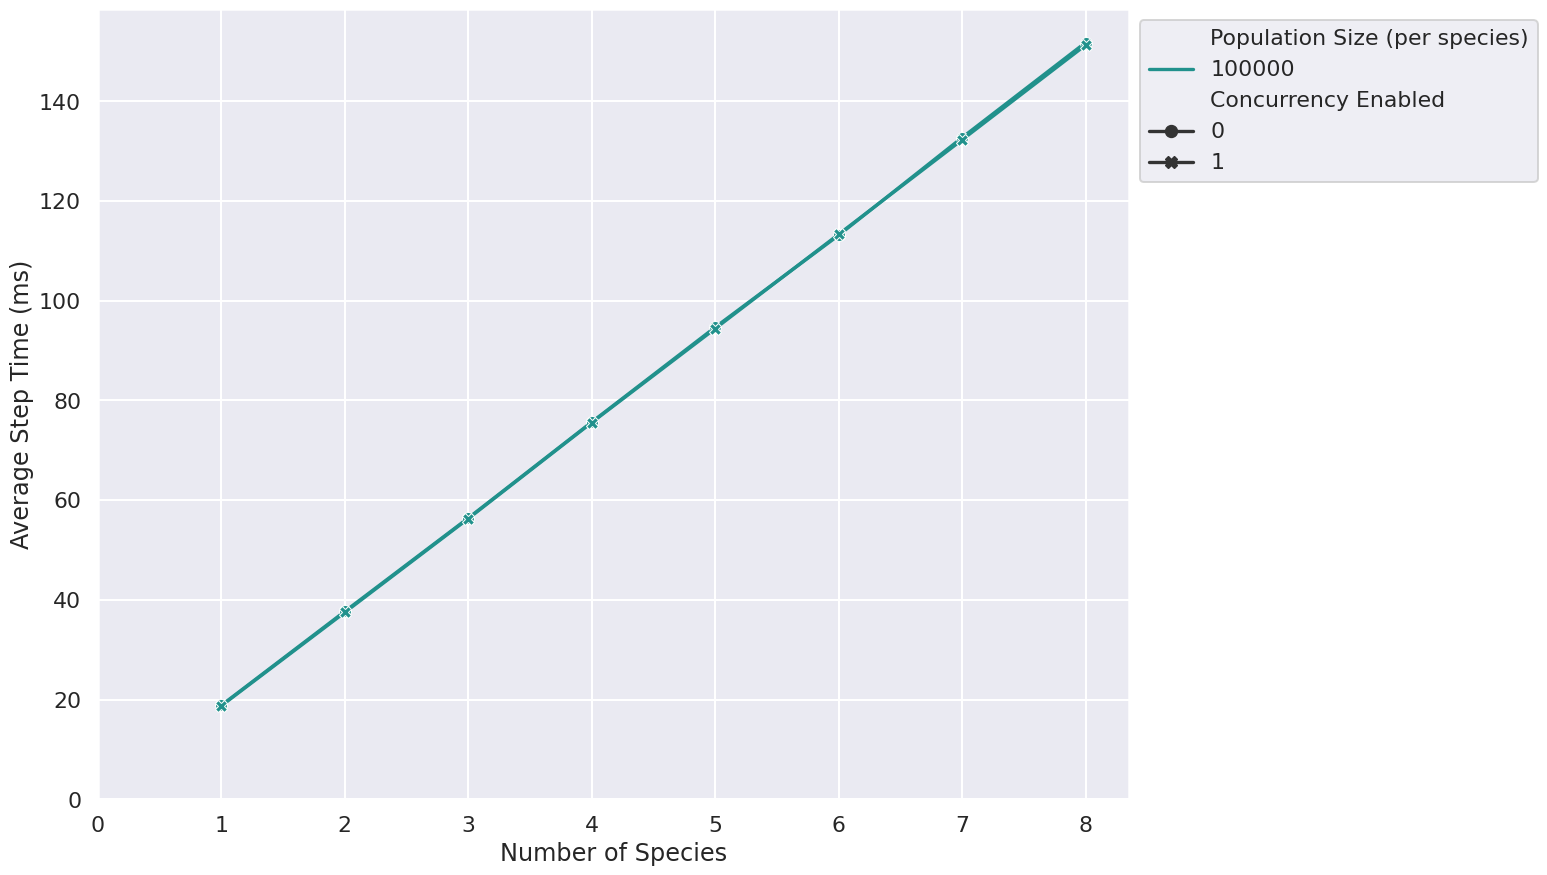 Population Size (per species)
100000
Concurrency Enabled
0
1
140
120
100
80
60
40
20
0
Average Step Time (ms)
0 1 2 3 4 5 6 7 8
Number of Species